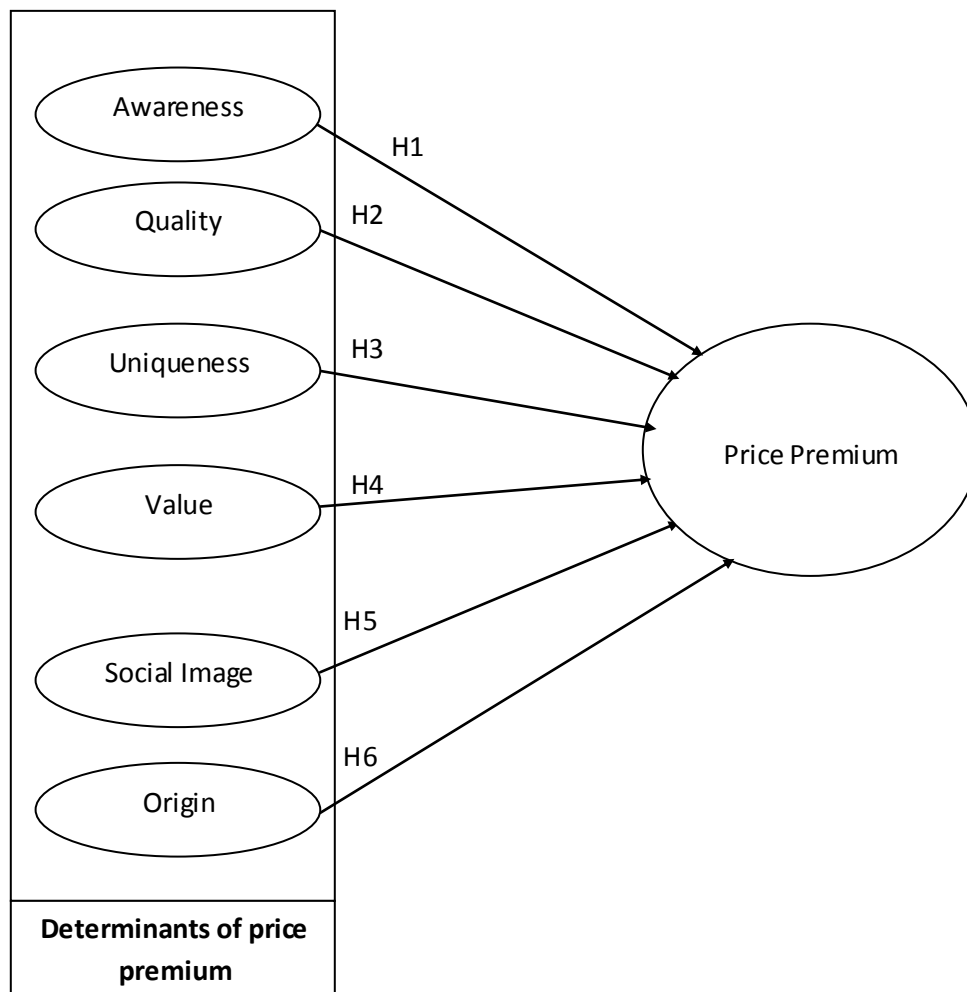 Awareness
H1
Quality
H2
Uniqueness
H3
Price Premium
Value
H4
Social Image
H5
Origin
H6
Determinants of price
premium